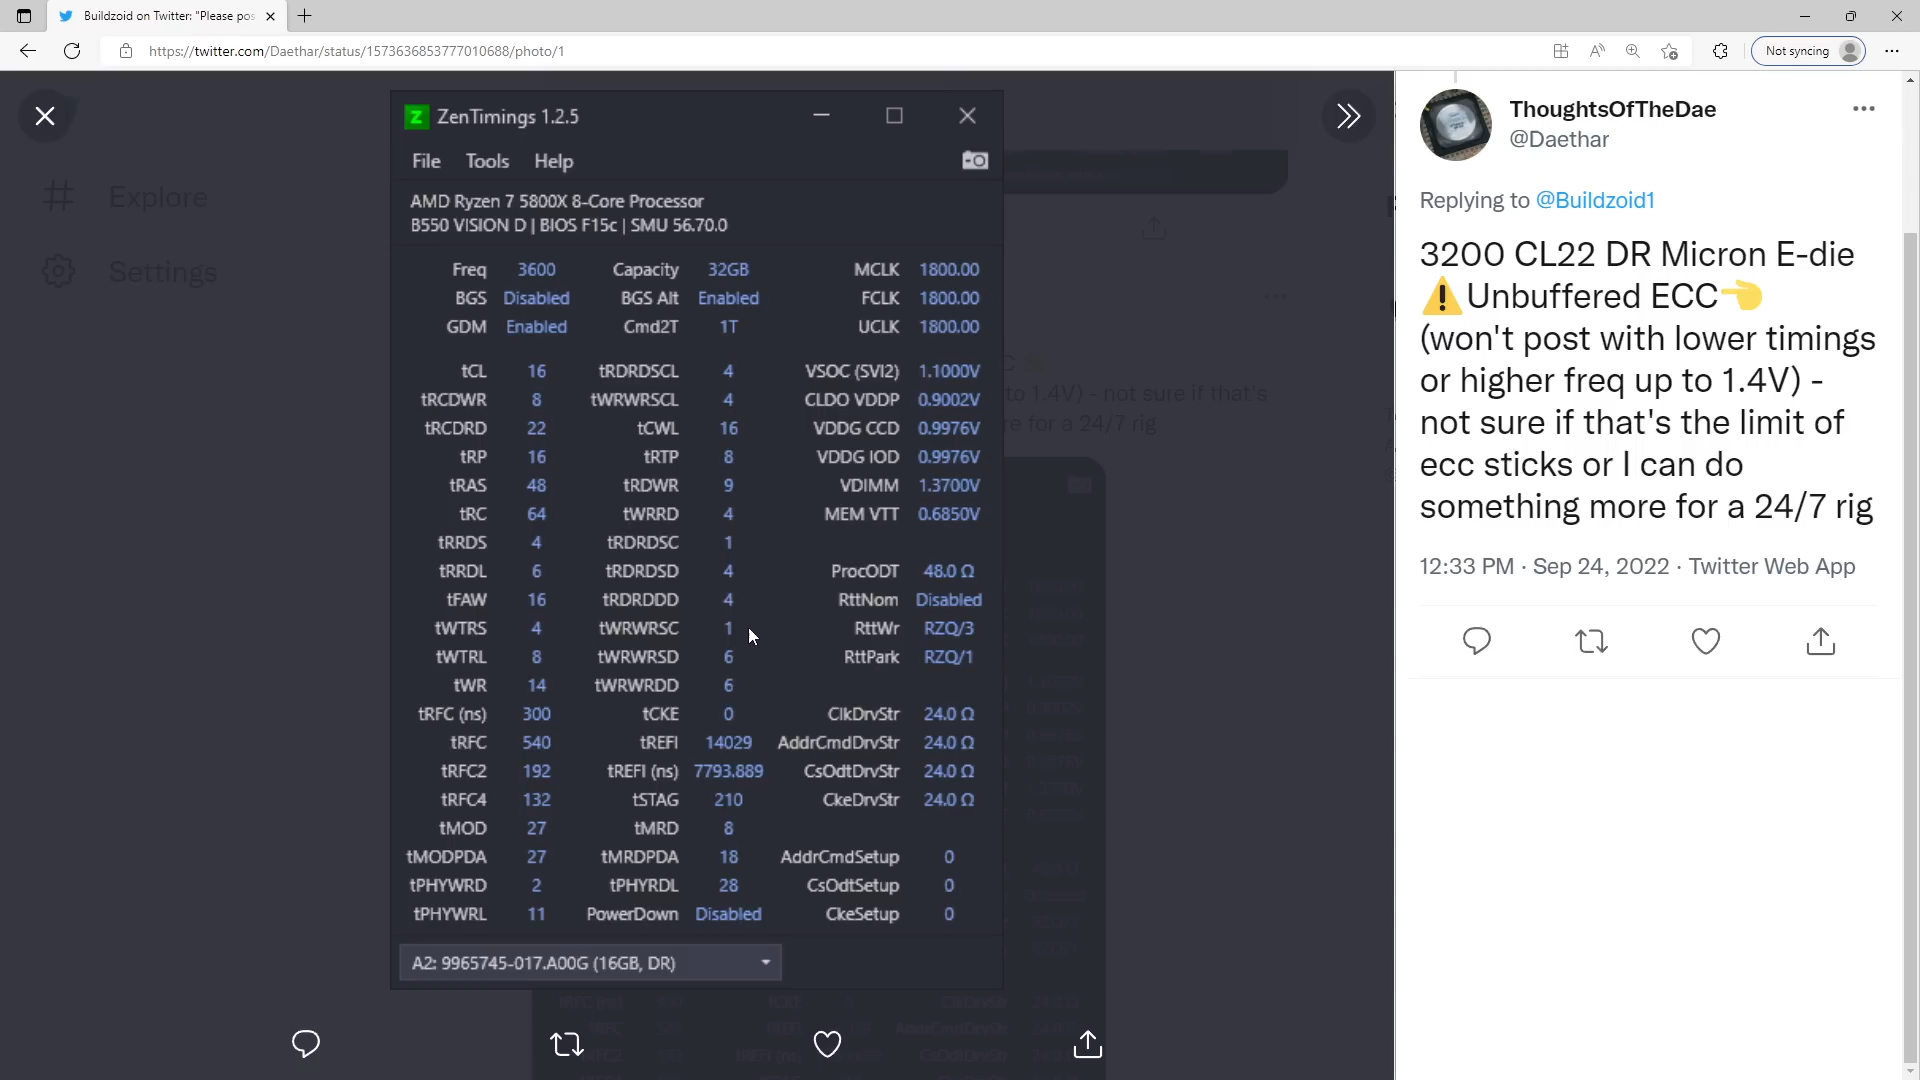 Buildzoid on Twitter: "Please pos
https://twitter.com/Daethar/status/1573636853777010688/photo/1
Not syncing
Explore
Settings
ZenTimings 1.2.5
File Tools Help
AMD Ryzen 7 5800X 8-Core Processor
B550 VISION D | BIOS F15c | SMU 56.70.0
Freq 3600 Capacity 32GB MCLK 1800.00
BGS Disabled BGS Alt Enabled FCLK 1800.00
GDM Enabled Cmd2T 1T UCLK 1800.00
tCL 16 tRDRDSCL 4 VSOC (SVI2) 1.1000V
tRCDWR 8 tWRWRSCL 4 CLDO VDDP 0.9002V
tRCDRD 22 tCWL 16 VDDG CCD 0.9976V
tRP 16 tRTP 8 VDDG IOD 0.9976V
tRAS 48 tRDWR 9 VDIMM 1.3700V
tRC 64 tWRRD 4 MEM VTT 0.6850V
tRRDS 4 tRDRDSC 1
tRRDL 6 tRDRDSD 4 ProcODT 48.0 Ω
tFAW 16 tRDRDDD 4 RttNom Disabled
tWTRS 4 tWRWRSC 1 RttWr RZQ/3
tWTRL 8 tWRWRSD 6 RttPark RZQ/1
tWR 14 tWRWRDD 6
tRFC (ns) 300 tCKE 0 ClkDrvStr 24.0 Ω
tRFC 540 tREFI 14029 AddrCmdDrvStr 24.0 Ω
tRFC2 192 tREFI (ns) 7793.889 CsOdtDrvStr 24.0 Ω
tRFC4 132 tSTAG 210 CkeDrvStr 24.0 Ω
tMOD 27 tMRD 8
tMODPDA 27 tMRDPDA 18 AddrCmdSetup 0
tPHYWRD 2 tPHYRDL 28 CsOdtSetup 0
tPHYWRL 11 PowerDown Disabled CkeSetup 0
A2: 9965745-017.A00G (16GB, DR)
to 1.4V) - not sure if that's
re for a 24/7 rig
ThoughtsOfTheDae
@Daethar
Replying to @Buildzoid1
3200 CL22 DR Micron E-die
⚠️Unbuffered ECC👈
(won't post with lower timings
or higher freq up to 1.4V) -
not sure if that's the limit of
ecc sticks or I can do
something more for a 24/7 rig
12:33 PM · Sep 24, 2022 · Twitter Web App